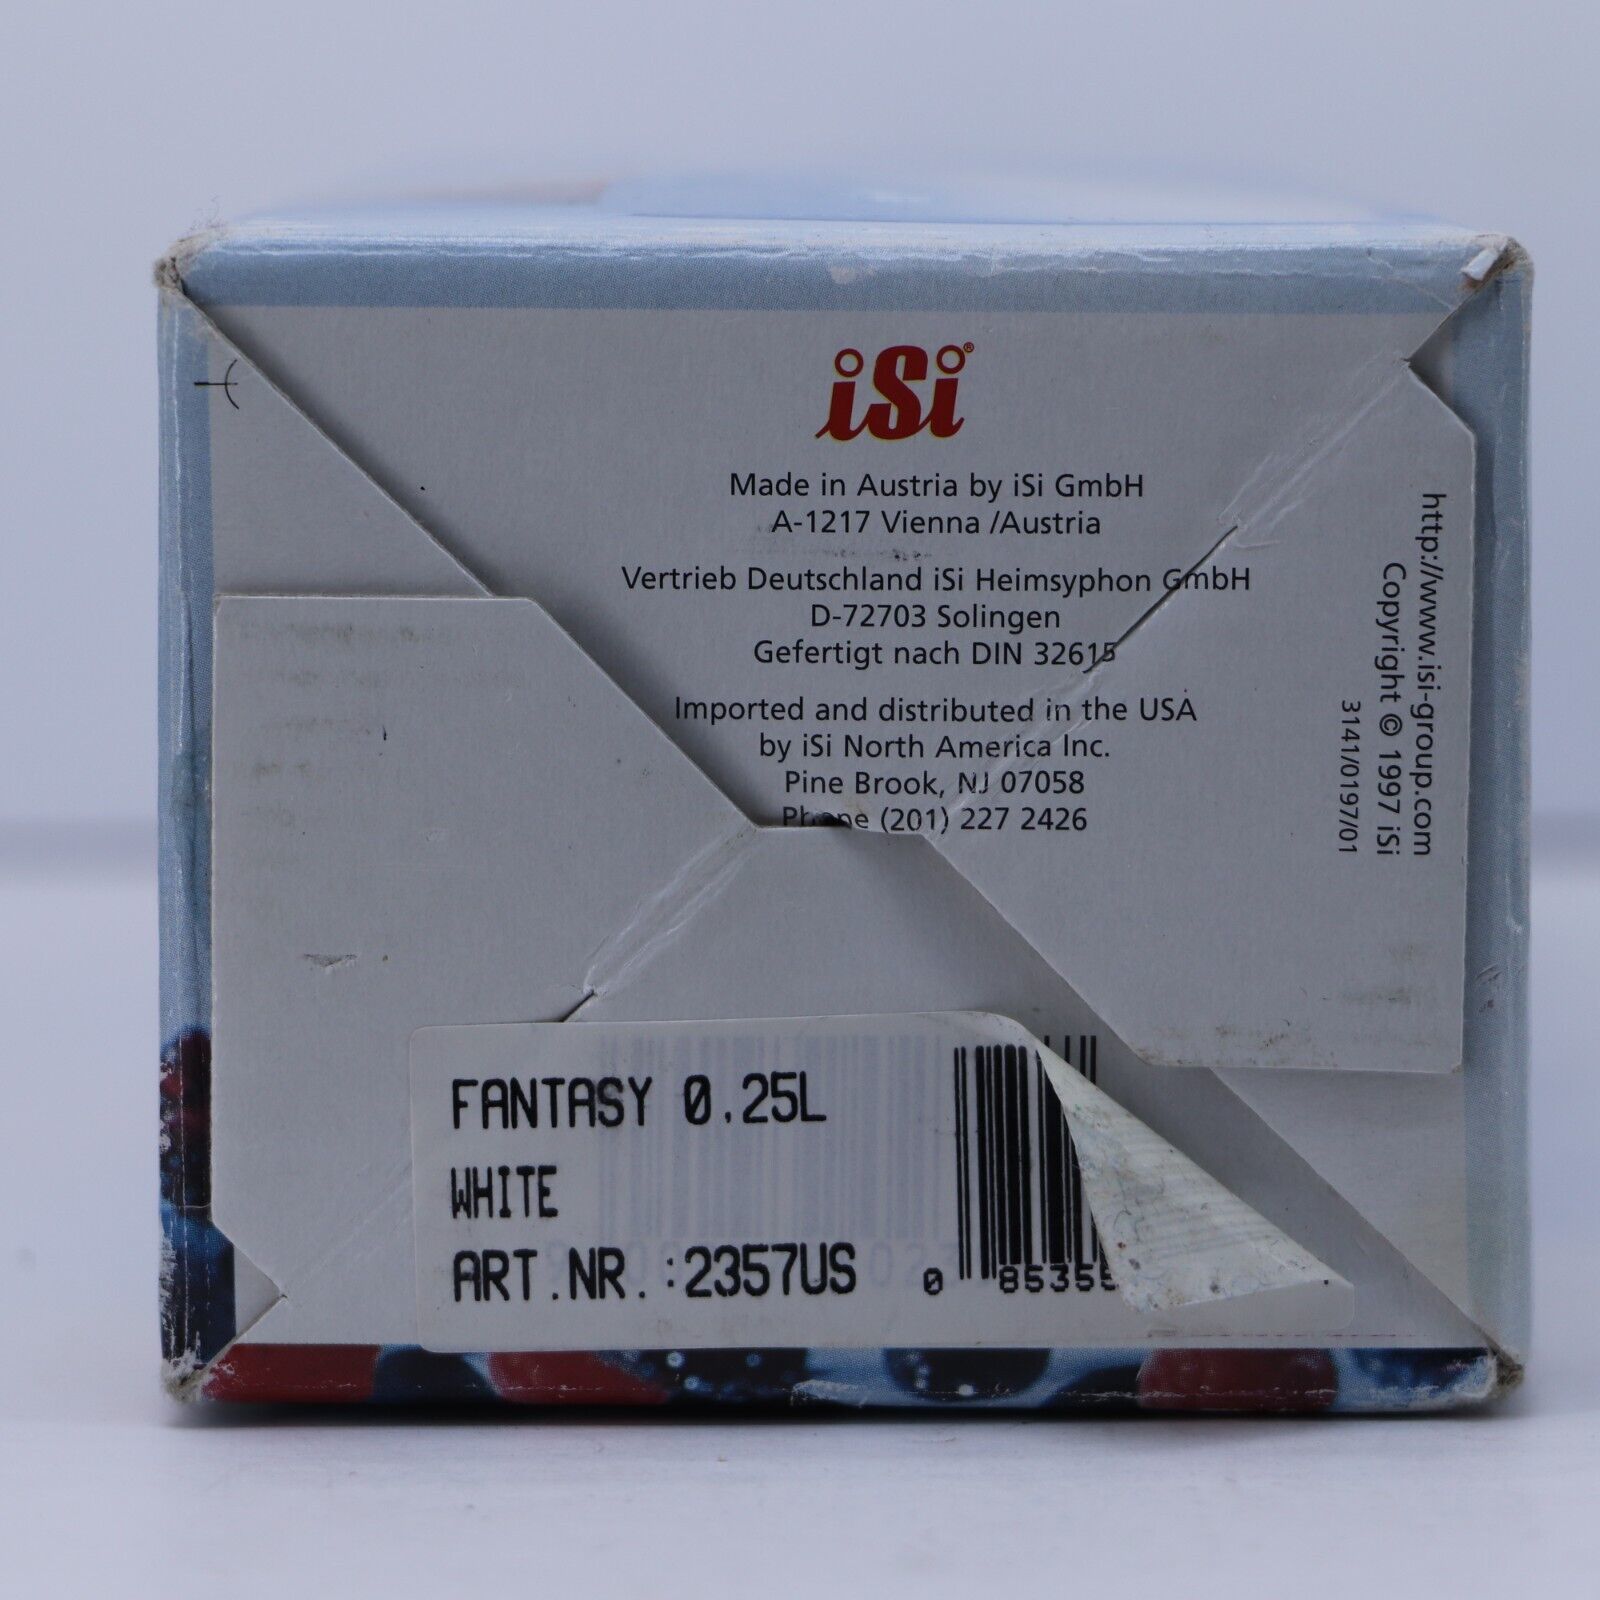 iSi®
Made in Austria by iSi GmbH
A-1217 Vienna /Austria
Vertrieb Deutschland iSi Heimsyphon GmbH
D-72703 Solingen
Gefertigt nach DIN 32615
Imported and distributed in the USA
by iSi North America Inc.
Pine Brook, NJ 07058
Phone (201) 227 2426
http://www.isi-group.com
Copyright © 1997 iSi
3141/0197/01
FANTASY 0.25L
WHITE
ART.NR.:2357US
0 85355